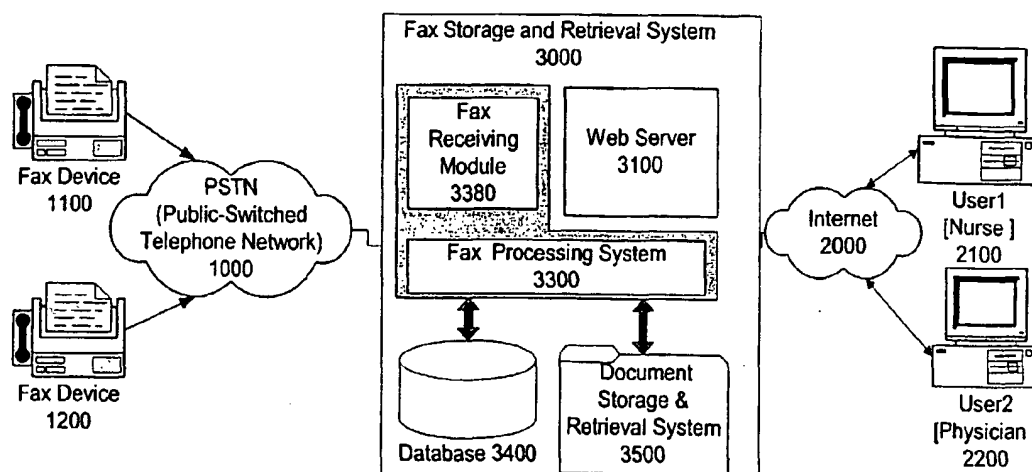 Fax Storage and Retrieval System
3000
Fax
Receiving
Module
3380
Web Server
3100
Fax Processing System
3300
Database 3400
Document
Storage &
Retrieval System
3500
Fax Device
1100
PSTN
(Public-Switched
Telephone Network)
1000
Fax Device
1200
Internet
2000
User1
[Nurse ]
2100
User2
[Physician
2200